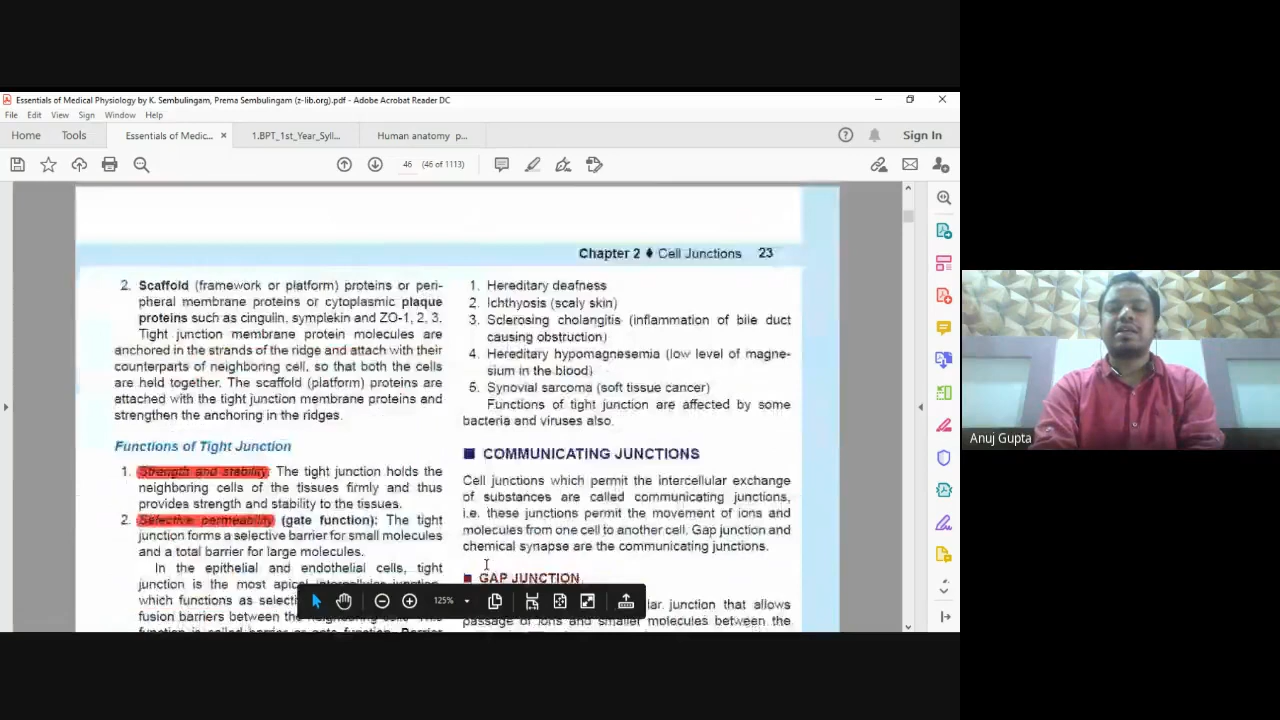 Essentials of Medical Physiology by K. Sembulingam, Prema Sembulingam (z-lib.org).pdf - Adobe Acrobat Reader DC
File Edit View Sign Window Help
Home Tools Essentials of Medic... × 1.BPT_1st_Year_Syll... Human anatomy p... Sign In
46 (46 of 1113)
Chapter 2 ♦ Cell Junctions 23
2. Scaffold (framework or platform) proteins or peri-
pheral membrane proteins or cytoplasmic plaque
proteins such as cingulin, symplekin and ZO-1, 2, 3.
Tight junction membrane protein molecules are
anchored in the strands of the ridge and attach with their
counterparts of neighboring cell, so that both the cells
are held together. The scaffold (platform) proteins are
attached with the tight junction membrane proteins and
strengthen the anchoring in the ridges.
Functions of Tight Junction
1. Strength and stability: The tight junction holds the
neighboring cells of the tissues firmly and thus
provides strength and stability to the tissues.
2. Selective permeability (gate function): The tight
junction forms a selective barrier for small molecules
and a total barrier for large molecules.
In the epithelial and endothelial cells, tight
junction is the most apical intercellular junction,
which functions as selecti
fusion barriers between the neighboring cells. This
function is called barrier or gate function. Barrier
1. Hereditary deafness
2. Ichthyosis (scaly skin)
3. Sclerosing cholangitis (inflammation of bile duct
causing obstruction)
4. Hereditary hypomagnesemia (low level of magne-
sium in the blood)
5. Synovial sarcoma (soft tissue cancer)
Functions of tight junction are affected by some
bacteria and viruses also.
COMMUNICATING JUNCTIONS
Cell junctions which permit the intercellular exchange
of substances are called communicating junctions,
i.e. these junctions permit the movement of ions and
molecules from one cell to another cell. Gap junction and
chemical synapse are the communicating junctions.
GAP JUNCTION
lar junction that allows
passage of ions and smaller molecules between the
125%
Anuj Gupta